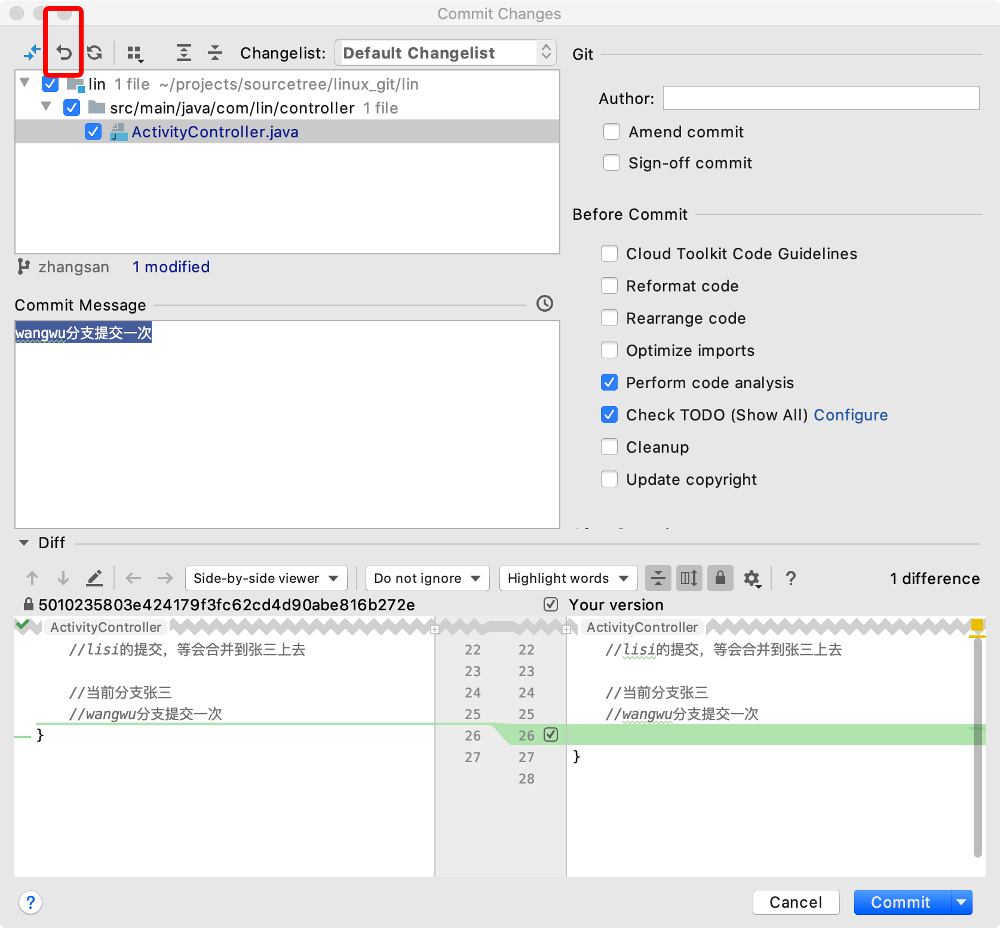 Commit Changes
Changelist: Default Changelist
lin 1 file ~/projects/sourcetree/linux_git/lin
src/main/java/com/lin/controller 1 file
ActivityController.java
zhangsan 1 modified
Commit Message
wangwu分支提交一次
Git
Author:
Amend commit
Sign-off commit
Before Commit
Cloud Toolkit Code Guidelines
Reformat code
Rearrange code
Optimize imports
Perform code analysis
Check TODO (Show All) Configure
Cleanup
Update copyright
Diff
Side-by-side viewer Do not ignore Highlight words ? 1 difference
5010235803e424179f3fc62cd4d90abe816b272e Your version
ActivityController ActivityController
//lisi的提交，等会合并到张三上去 22 22 //lisi的提交，等会合并到张三上去
23 23
//当前分支张三 24 24 //当前分支张三
//wangwu分支提交一次 25 25 //wangwu分支提交一次
} 26 26
27 27 }
28
? Cancel Commit